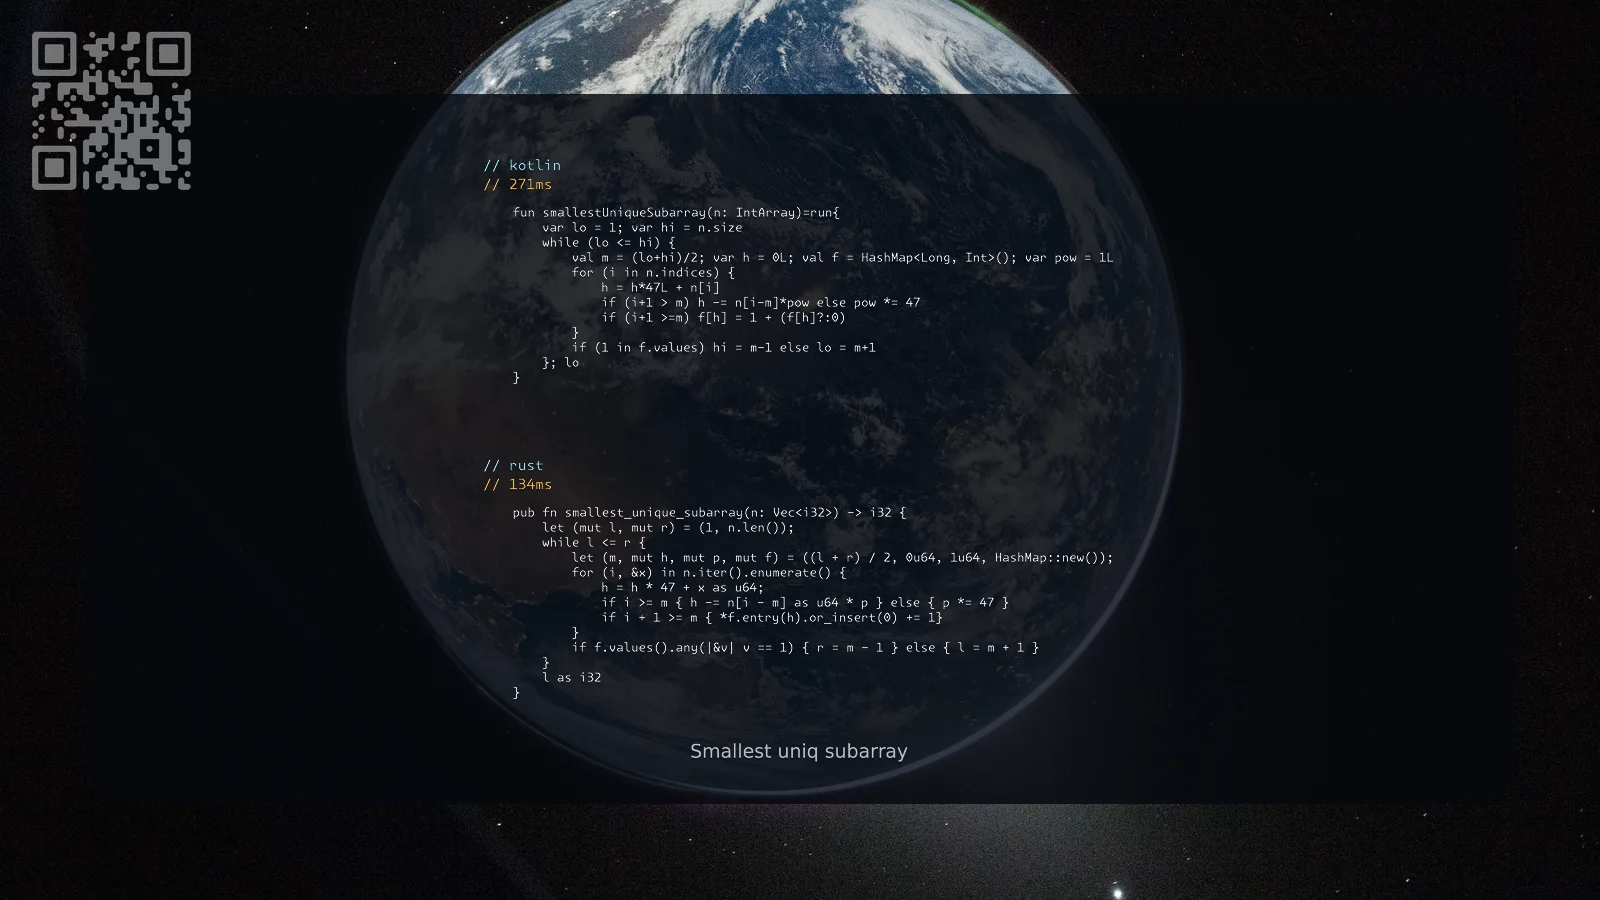 // kotlin
// 271ms
fun smallestUniqueSubarray(n: IntArray)=run{
var lo = 1; var hi = n.size
while (lo <= hi) {
val m = (lo+hi)/2; var h = 0L; val f = HashMap<Long, Int>(); var pow = 1L
for (i in n.indices) {
h = h*47L + n[i]
if (i+1 > m) h -= n[i-m]*pow else pow *= 47
if (i+1 >=m) f[h] = 1 + (f[h]?:0)
}
if (1 in f.values) hi = m-1 else lo = m+1
}; lo
}
// rust
// 134ms
pub fn smallest_unique_subarray(n: Vec<i32>) -> i32 {
let (mut l, mut r) = (1, n.len());
while l <= r {
let (m, mut h, mut p, mut f) = ((l + r) / 2, 0u64, 1u64, HashMap::new());
for (i, &x) in n.iter().enumerate() {
h = h * 47 + x as u64;
if i >= m { h -= n[i - m] as u64 * p } else { p *= 47 }
if i + 1 >= m { *f.entry(h).or_insert(0) += 1}
}
if f.values().any(|&v| v == 1) { r = m - 1 } else { l = m + 1 }
}
l as i32
}
Smallest uniq subarray